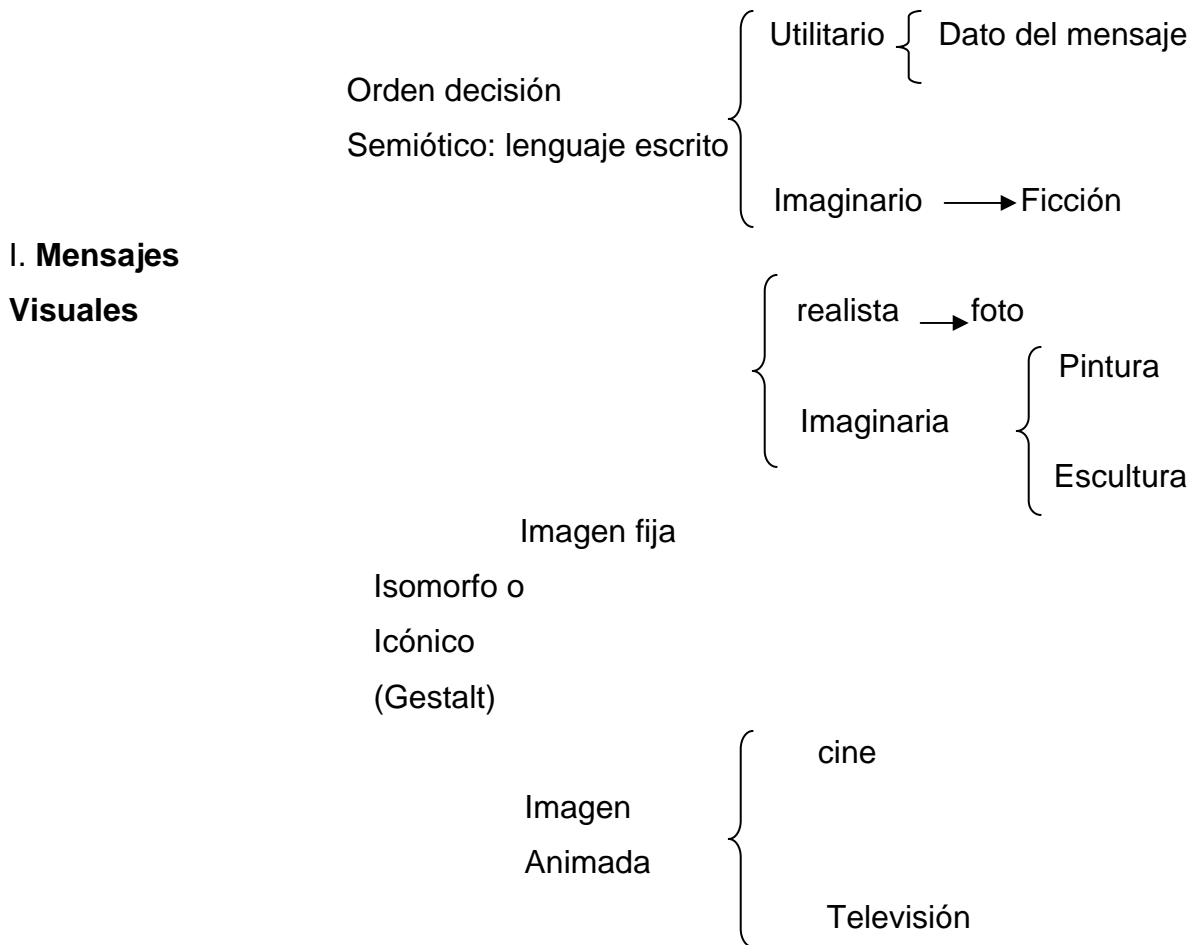 Utilitario Dato del mensaje
Orden decisión
Semiótico: lenguaje escrito
Imaginario Ficción
I. Mensajes
Visuales
realista foto
Pintura
Imaginaria
Escultura
Imagen fija
Isomorfo o
Icónico
(Gestalt)
cine
Imagen
Animada
Televisión